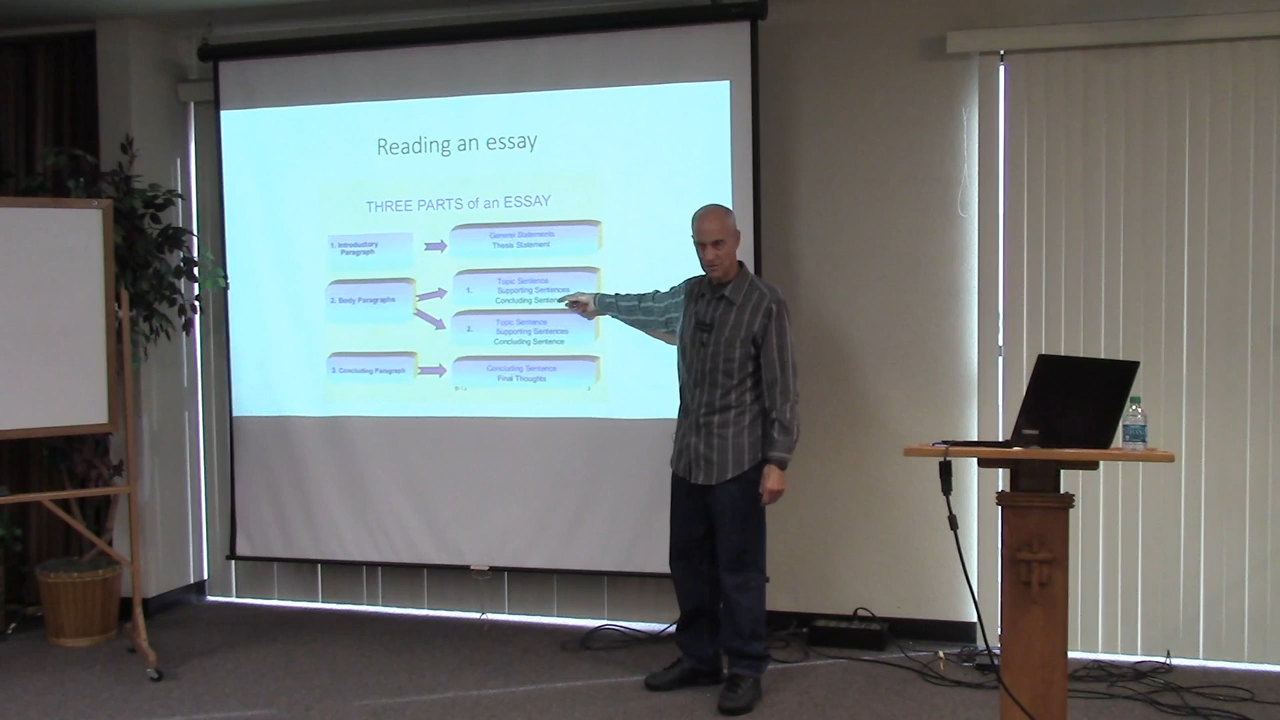 Reading an essay
THREE PARTS of an ESSAY
1. Introductory
Paragraph
General Statements
Thesis Statement
2. Body Paragraphs
1.
Topic Sentence
Supporting Sentences
Concluding
2.
Topic Sentence
Supporting Sentences
Concluding Sentence
3. Concluding Paragraph
Concluding Sentence
Final Thoughts